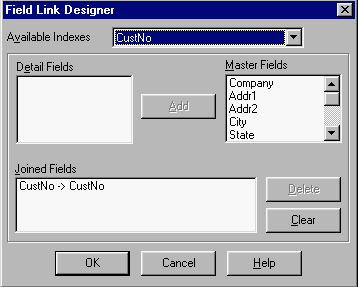 Field Link Designer
Available Indexes CustNo
Detail Fields
Master Fields
Add
Company
Addr1
Addr2
City
State
Joined Fields
CustNo -> CustNo
Delete
Clear
OK Cancel Help